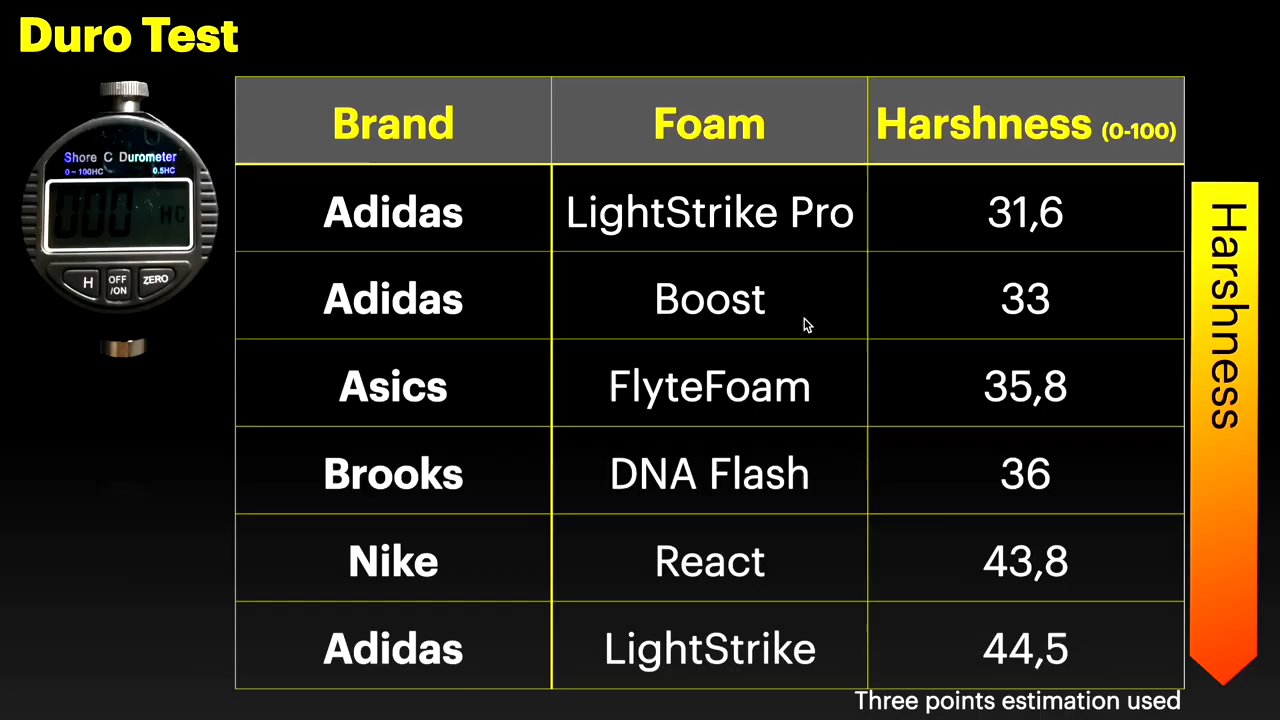 Duro Test
Shore C Durometer
0~100HC 0.5HC
000 HC
H OFF/ON ZERO
Brand Foam Harshness (0-100)
Adidas LightStrike Pro 31,6
Adidas Boost 33
Asics FlyteFoam 35,8
Brooks DNA Flash 36
Nike React 43,8
Adidas LightStrike 44,5
Harshness
Three points estimation used